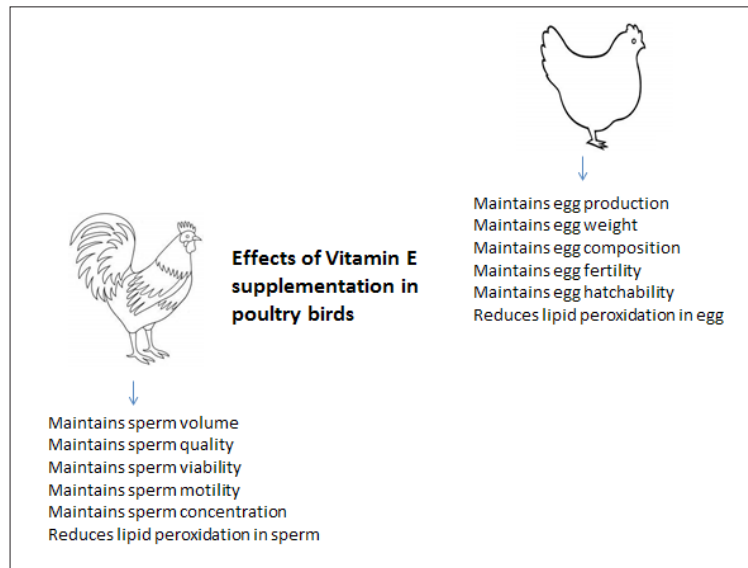 Maintains egg production
Maintains egg weight
Maintains egg composition
Maintains egg fertility
Maintains egg hatchability
Reduces lipid peroxidation in egg
Effects of Vitamin E
supplementation in
poultry birds
Maintains sperm volume
Maintains sperm quality
Maintains sperm viability
Maintains sperm motility
Maintains sperm concentration
Reduces lipid peroxidation in sperm